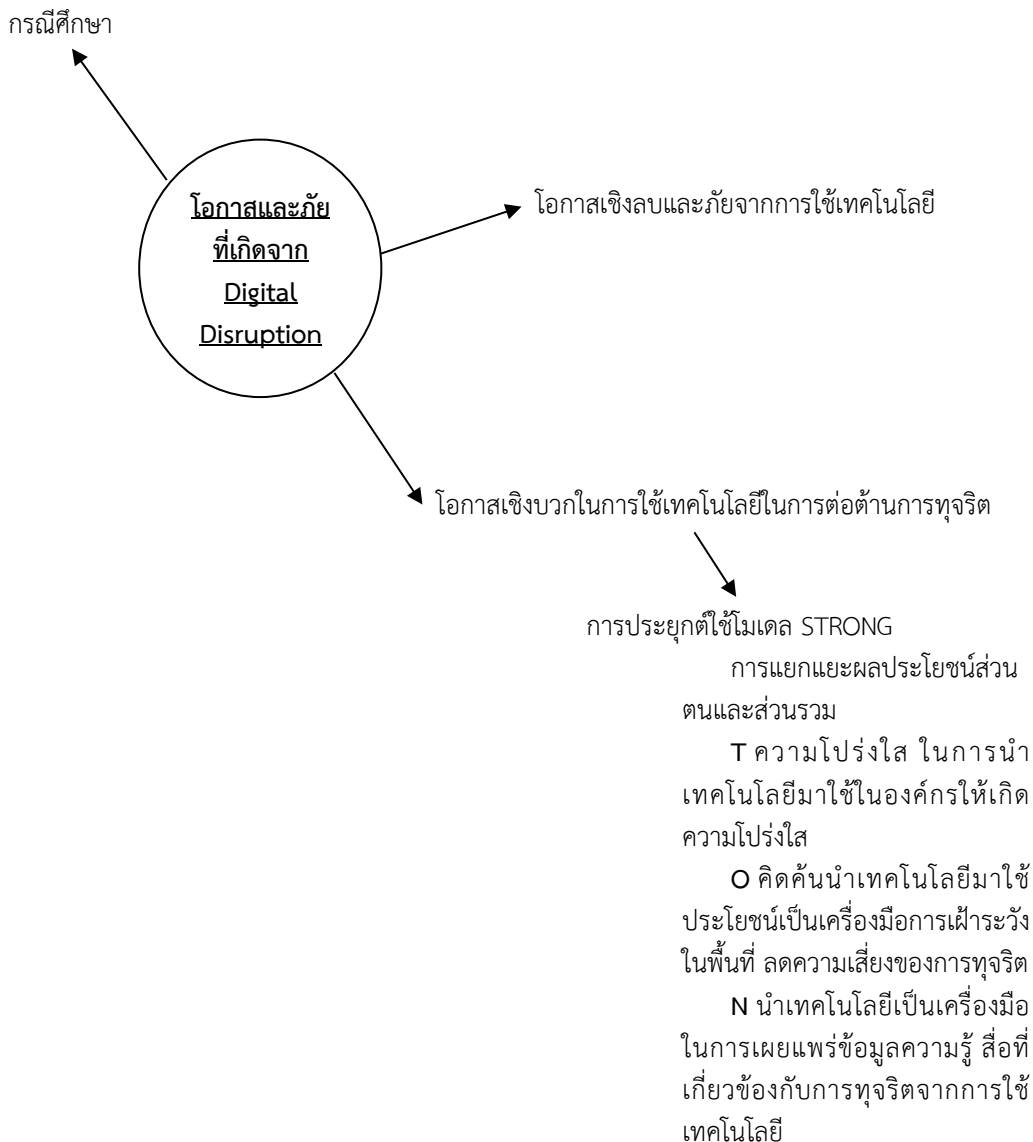 กรณีศึกษา
โอกาสและภัย
ที่เกิดจาก
Digital
Disruption
โอกาสเชิงลบและภัยจากการใช้เทคโนโลยี
โอกาสเชิงบวกในการใช้เทคโนโลยีในการต่อต้านการทุจริต
การประยุกต์ใช้โมเดล STRONG
การแยกแยะผลประโยชน์ส่วน
ตนและส่วนรวม
T ความโปร่งใส ในการนำ
เทคโนโลยีมาใช้ในองค์กรให้เกิด
ความโปร่งใส
O คิดค้นนำเทคโนโลยีมาใช้
ประโยชน์เป็นเครื่องมือการเฝ้าระวัง
ในพื้นที่ ลดความเสี่ยงของการทุจริต
N นำเทคโนโลยีเป็นเครื่องมือ
ในการเผยแพร่ข้อมูลความรู้ สื่อที่
เกี่ยวข้องกับการทุจริตจากการใช้
เทคโนโลยี